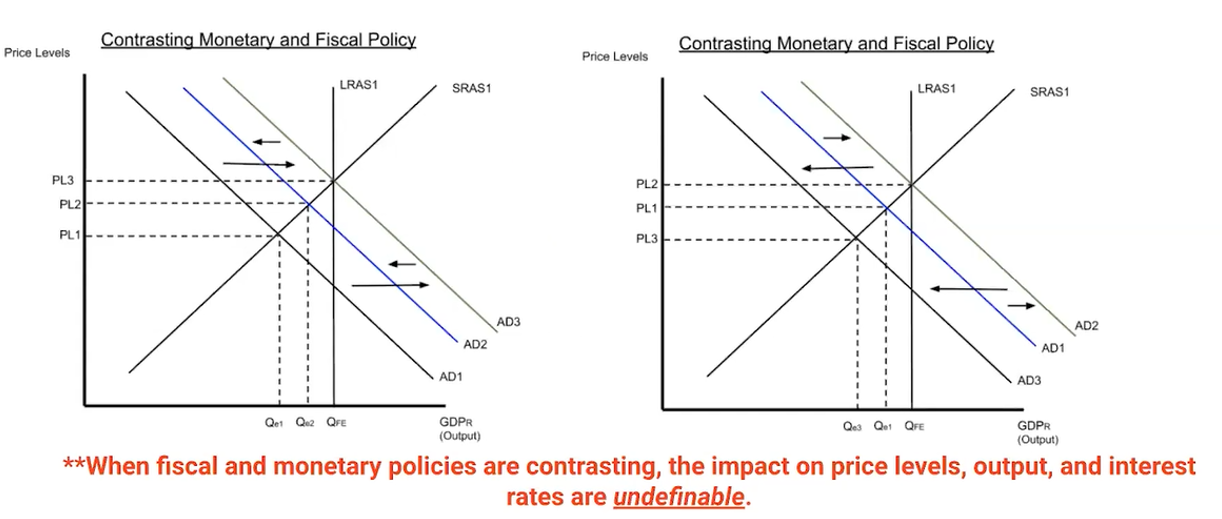 Contrasting Monetary and Fiscal Policy
Price Levels
LRAS1
SRAS1
PL3
PL2
PL1
AD3
AD2
AD1
Qe1 Qe2 QFE
GDPR
(Output)
Contrasting Monetary and Fiscal Policy
Price Levels
LRAS1
SRAS1
PL2
PL1
PL3
AD2
AD1
AD3
Qe3 Qe1 QFE
GDPR
(Output)
**When fiscal and monetary policies are contrasting, the impact on price levels, output, and interest
rates are undefinable.